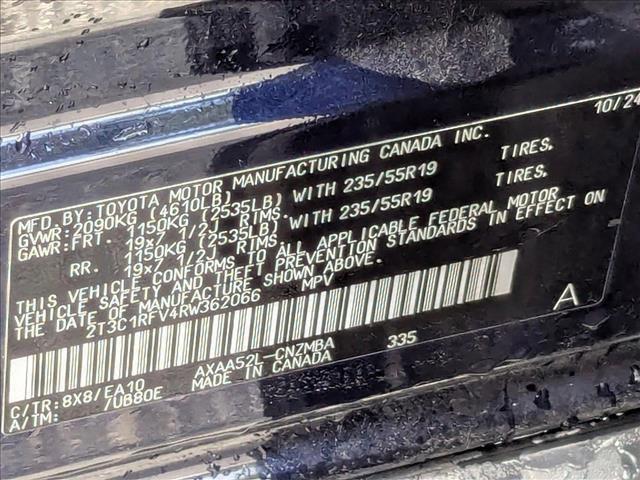 MFD. BY: TOYOTA MOTOR MANUFACTURING CANADA INC. 10/24
GVWR: 2090KG (4610LB)
GAWR: FRT. 1150KG (2535LB) WITH 235/55R19 TIRES.
19x7 1/2J RIMS.
RR. 1150KG (2535LB) WITH 235/55R19 TIRES.
19x7 1/2J RIMS.
THIS VEHICLE CONFORMS TO ALL APPLICABLE FEDERAL MOTOR
VEHICLE SAFETY AND THEFT PREVENTION STANDARDS IN EFFECT ON
THE DATE OF MANUFACTURE SHOWN ABOVE.
2T3C1RFV4RW362066 MPV
A
C/TR: 8X8/EA10 AXAA52L-CNZMBA 335
A/TM: /UB80E MADE IN CANADA